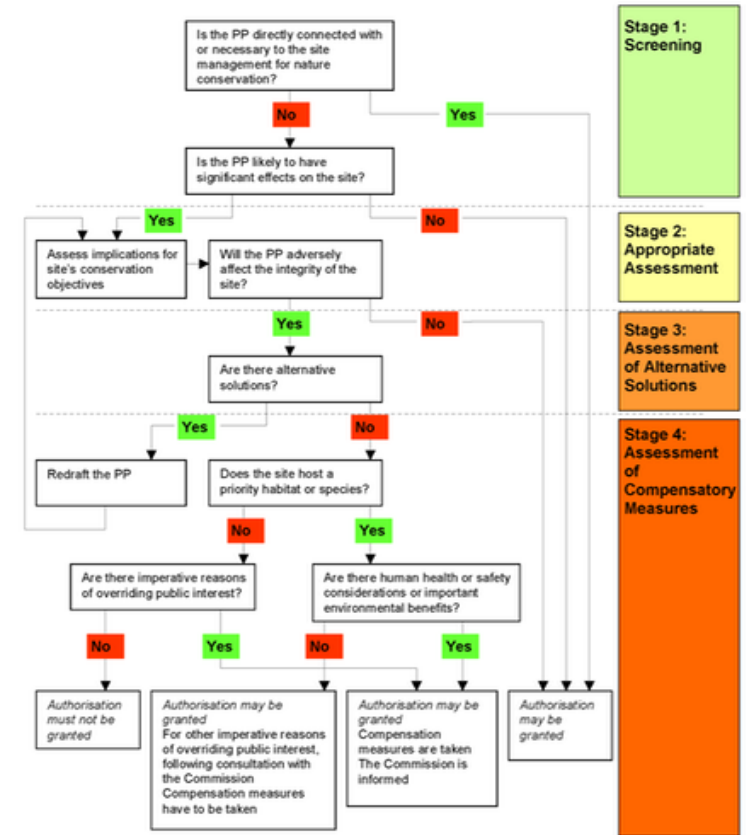 Is the PP directly connected with
or necessary to the site
management for nature
conservation?
Stage 1:
Screening
No
Yes
Is the PP likely to have
significant effects on the site?
Yes
No
Stage 2:
Appropriate
Assessment
Assess implications for
site's conservation
objectives
Will the PP adversely
affect the integrity of the
site?
Yes
No
Stage 3:
Assessment
of Alternative
Solutions
Are there alternative
solutions?
Yes
No
Stage 4:
Assessment
of
Compensatory
Measures
Redraft the PP
Does the site host a
priority habitat or species?
No
Yes
Are there imperative reasons
of overriding public interest?
Are there human health or safety
considerations or important
environmental benefits?
No
Yes
No
Yes
Authorisation
must not be
granted
Authorisation may be
granted
For other imperative reasons
of overriding public interest,
following consultation with
the Commission
Compensation measures
have to be taken
Authorisation may be
granted
Compensation
measures are taken
The Commission is
informed
Authorisation
may be
granted